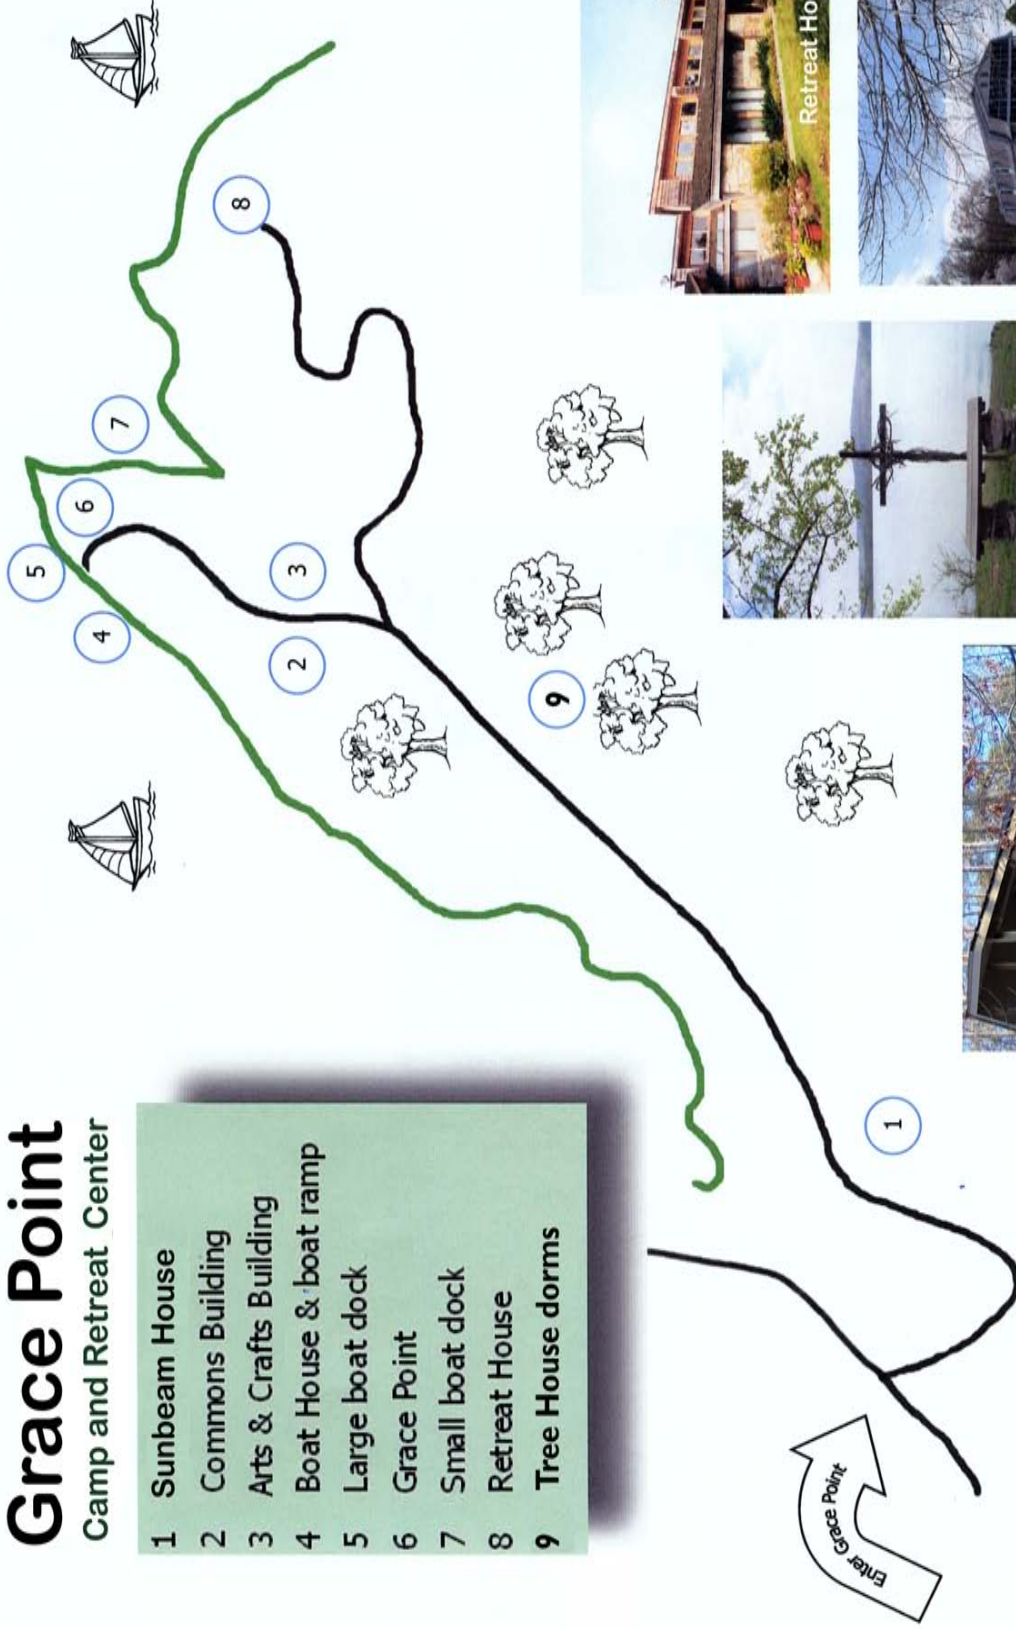 Grace Point
Camp and Retreat Center
1 Sunbeam House
2 Commons Building
3 Arts & Crafts Building
4 Boat House & boat ramp
5 Large boat dock
6 Grace Point
7 Small boat dock
8 Retreat House
9 Tree House dorms
Enter Grace Point
1
2
3
4
5
6
7
8
9
Retreat Ho